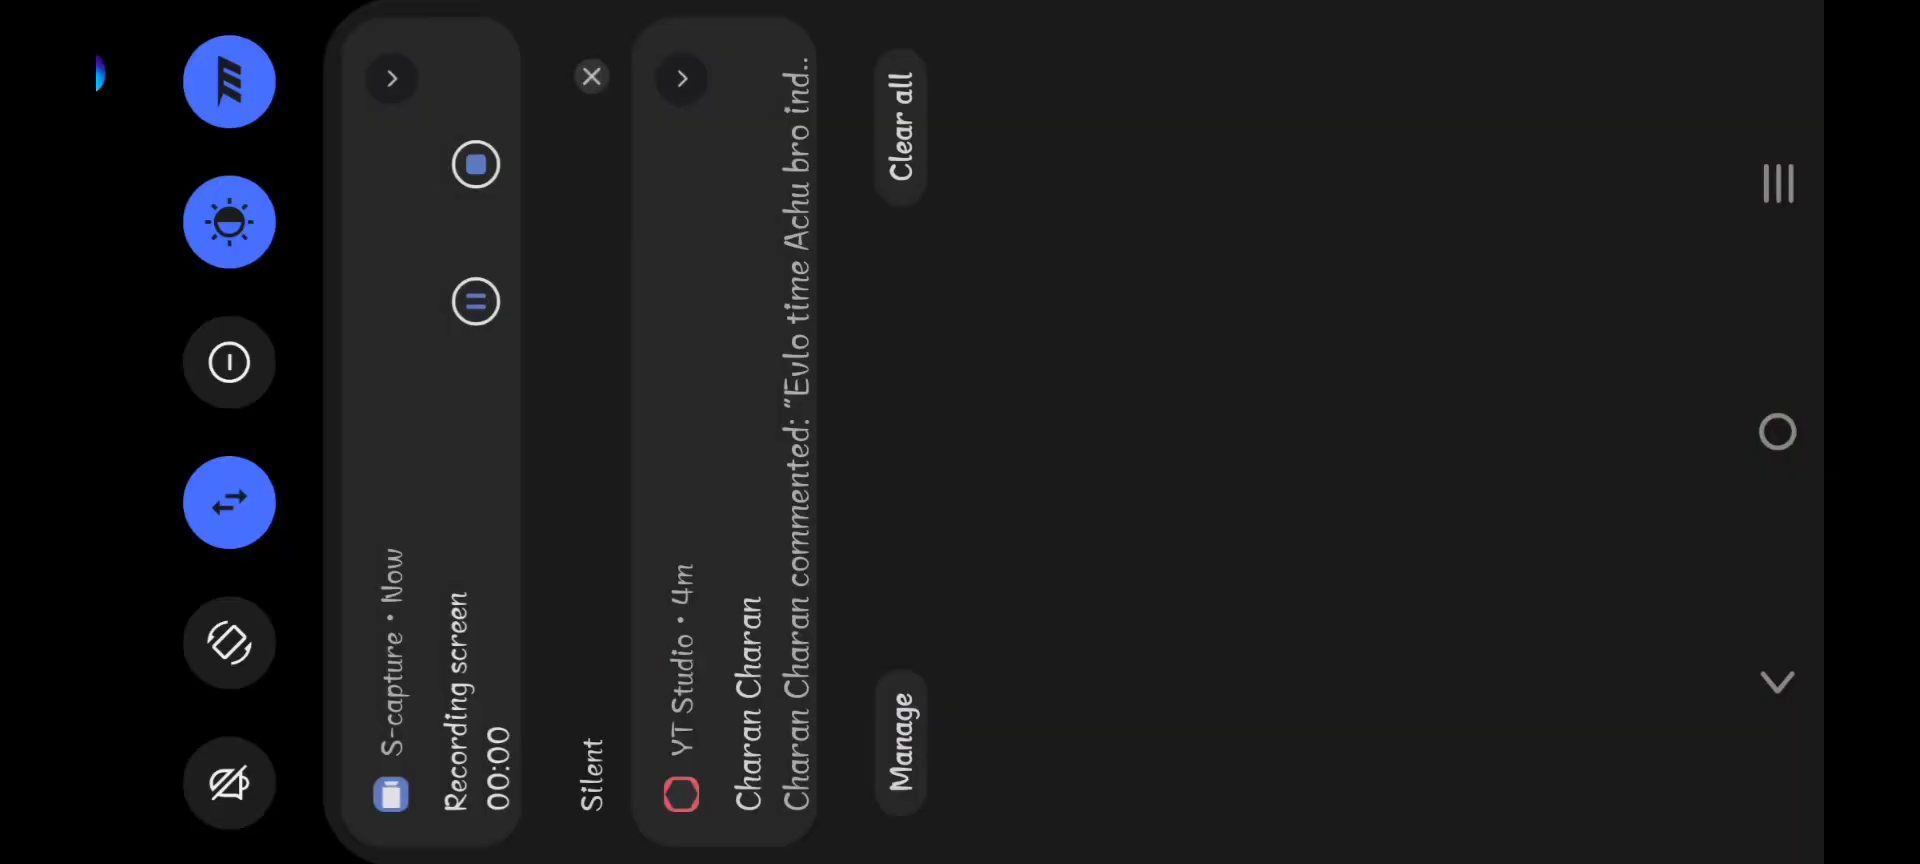 S-capture • Now
Recording screen
00:00
Silent
YT Studio • 4m
Charan Charan
Charan Charan commented: "Evlo time Achu bro ind..
Manage
Clear all